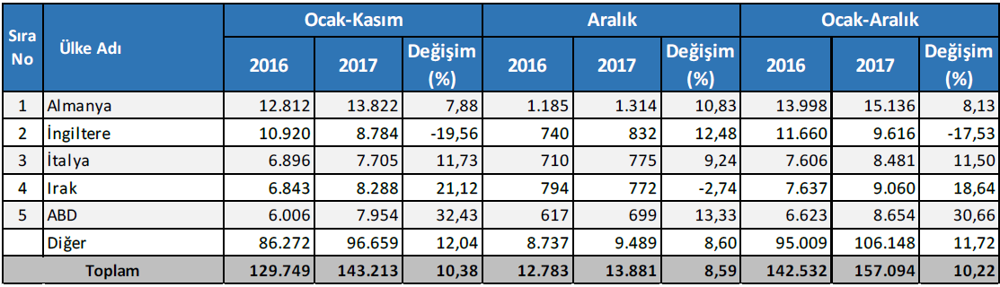 Sıra No Ülke Adı Ocak-Kasım Aralık Ocak-Aralık
2016 2017 Değişim (%) 2016 2017 Değişim (%) 2016 2017 Değişim (%)
1 Almanya 12.812 13.822 7,88 1.185 1.314 10,83 13.998 15.136 8,13
2 İngiltere 10.920 8.784 -19,56 740 832 12,48 11.660 9.616 -17,53
3 İtalya 6.896 7.705 11,73 710 775 9,24 7.606 8.481 11,50
4 Irak 6.843 8.288 21,12 794 772 -2,74 7.637 9.060 18,64
5 ABD 6.006 7.954 32,43 617 699 13,33 6.623 8.654 30,66
Diğer 86.272 96.659 12,04 8.737 9.489 8,60 95.009 106.148 11,72
Toplam 129.749 143.213 10,38 12.783 13.881 8,59 142.532 157.094 10,22